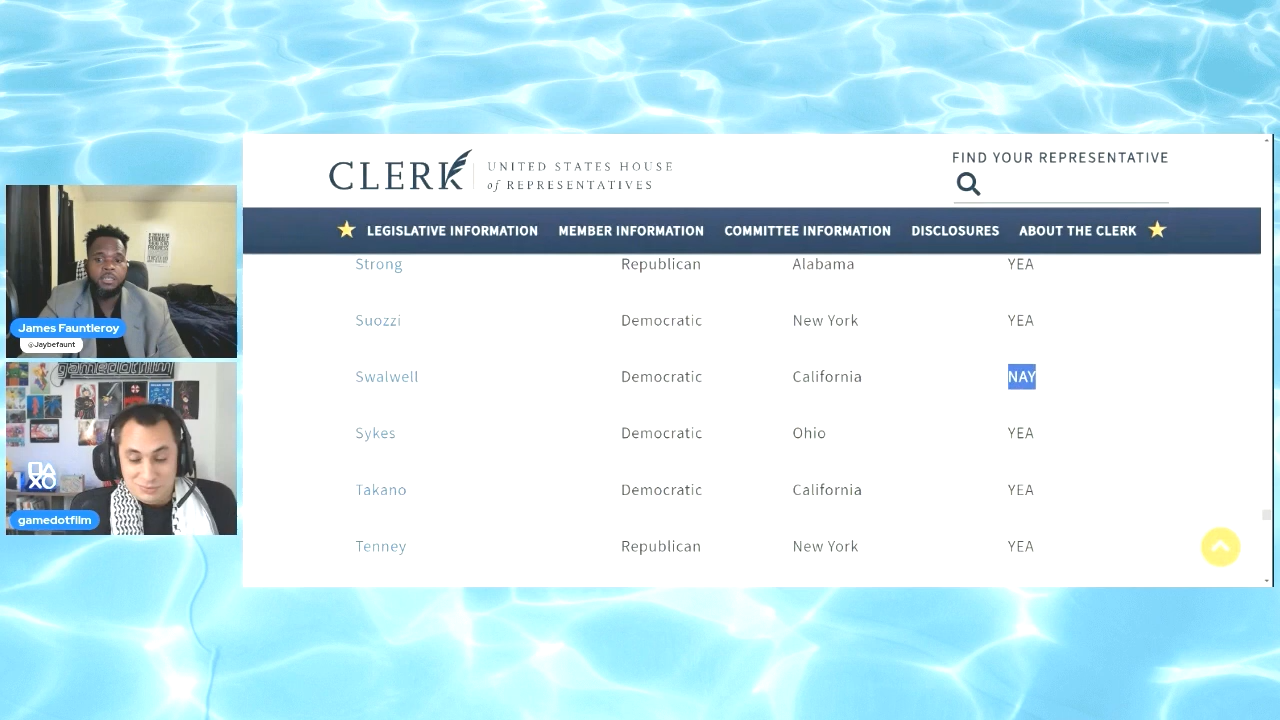 CLERK
UNITED STATES HOUSE
of REPRESENTATIVES
FIND YOUR REPRESENTATIVE
LEGISLATIVE INFORMATION MEMBER INFORMATION COMMITTEE INFORMATION DISCLOSURES ABOUT THE CLERK
Strong Republican Alabama YEA
Suozzi Democratic New York YEA
Swalwell Democratic California NAY
Sykes Democratic Ohio YEA
Takano Democratic California YEA
Tenney Republican New York YEA
James Fauntleroy
@Jaybefaunt
gamedotfilm
gamedotfilm